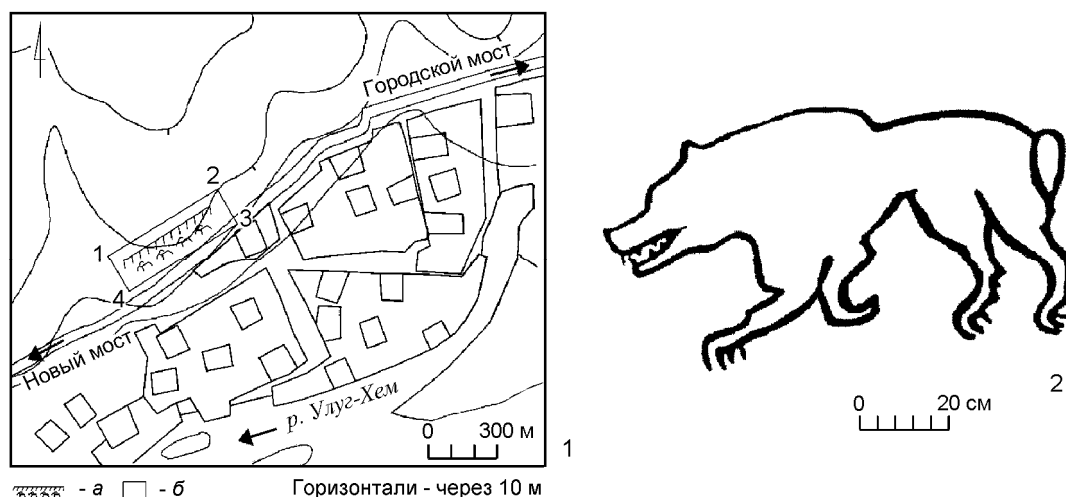 4
Городской мост
2
1
3
4
Новый мост
р. Улуг-Хем
0 300 м
1
- а - б Горизонтали - через 10 м
0 20 см
2